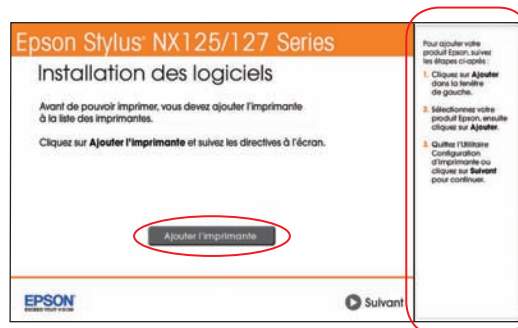 Epson Stylus® NX125/127 Series
Installation des logiciels
Avant de pouvoir imprimer, vous devez ajouter l'imprimante
à la liste des imprimantes.
Cliquez sur Ajouter l'imprimante et suivez les directives à l'écran.
Ajouter l'imprimante
EPSON
EXCEED YOUR VISION
Suivant
Pour ajouter votre
produit Epson, suivez
les étapes ci-après :
1. Cliquez sur Ajouter
dans la fenêtre
de gauche.
2. Sélectionnez votre
produit Epson, ensuite
cliquez sur Ajouter.
3. Quittez l'Utilitaire
Configuration
d'imprimante ou
cliquez sur Suivant
pour continuer.